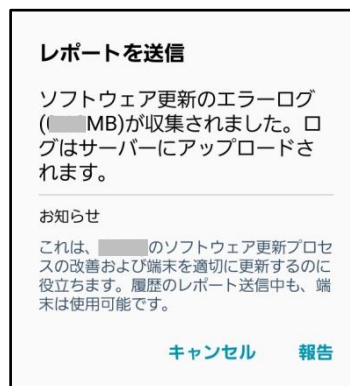 レポートを送信
ソフトウェア更新のエラーログ
(MB)が収集されました。ロ
グはサーバーにアップロードさ
れます。
お知らせ
これは、のソフトウェア更新プロセ
スの改善および端末を適切に更新するのに
役立ちます。履歴のレポート送信中も、端
末は使用可能です。
キャンセル 報告